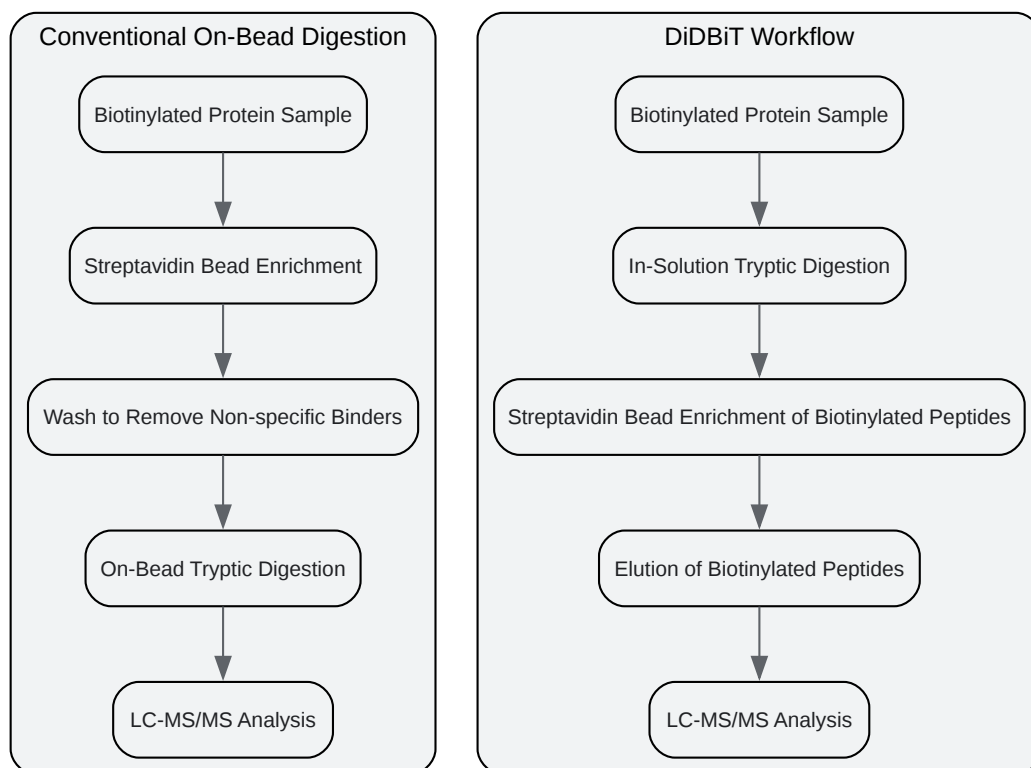 Conventional On-Bead Digestion
Biotinylated Protein Sample
Streptavidin Bead Enrichment
Wash to Remove Non-specific Binders
On-Bead Tryptic Digestion
LC-MS/MS Analysis
DiDBiT Workflow
Biotinylated Protein Sample
In-Solution Tryptic Digestion
Streptavidin Bead Enrichment of Biotinylated Peptides
Elution of Biotinylated Peptides
LC-MS/MS Analysis